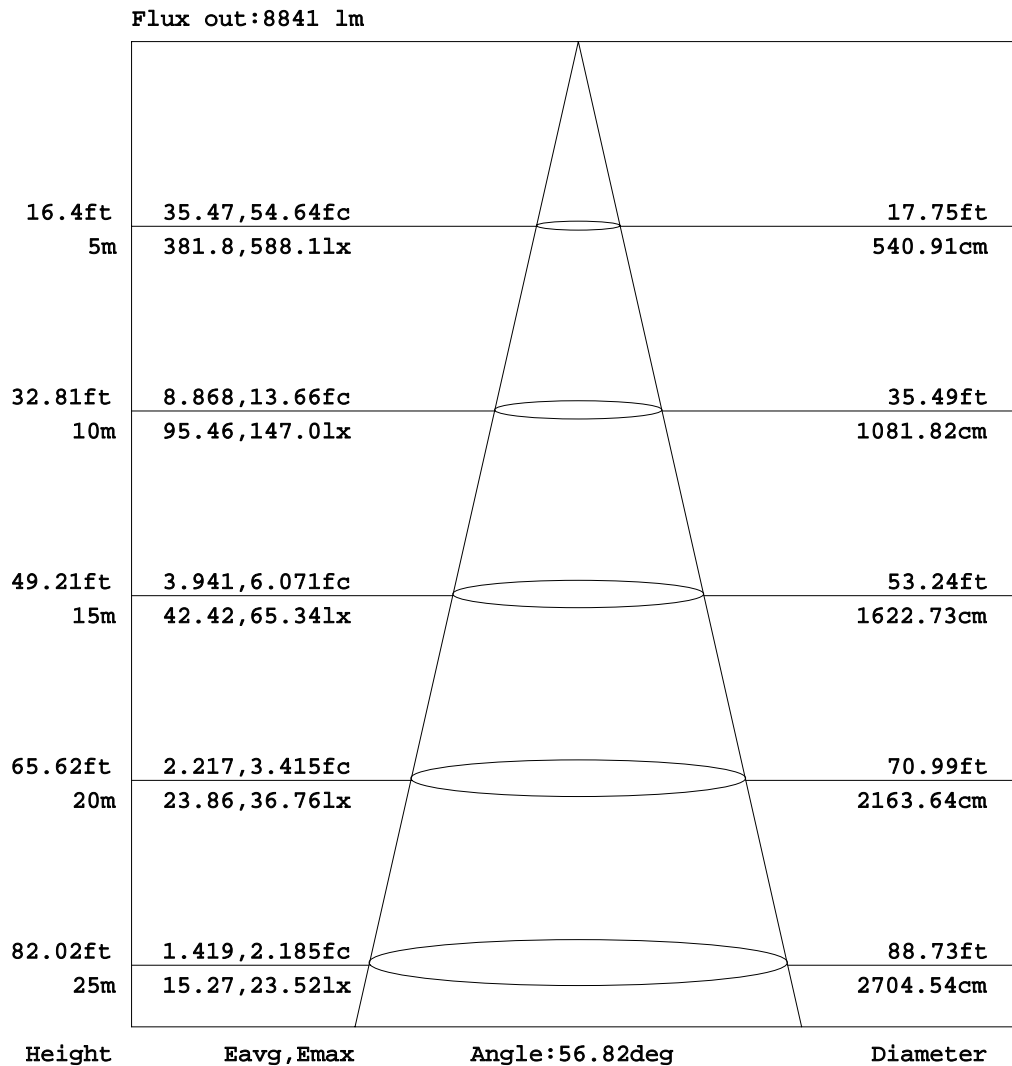 Flux out:8841 lm
16.4ft 35.47,54.64fc 17.75ft
5m 381.8,588.1lx 540.91cm
32.81ft 8.868,13.66fc 35.49ft
10m 95.46,147.0lx 1081.82cm
49.21ft 3.941,6.071fc 53.24ft
15m 42.42,65.34lx 1622.73cm
65.62ft 2.217,3.415fc 70.99ft
20m 23.86,36.76lx 2163.64cm
82.02ft 1.419,2.185fc 88.73ft
25m 15.27,23.52lx 2704.54cm
Height Eavg,Emax Angle:56.82deg Diameter